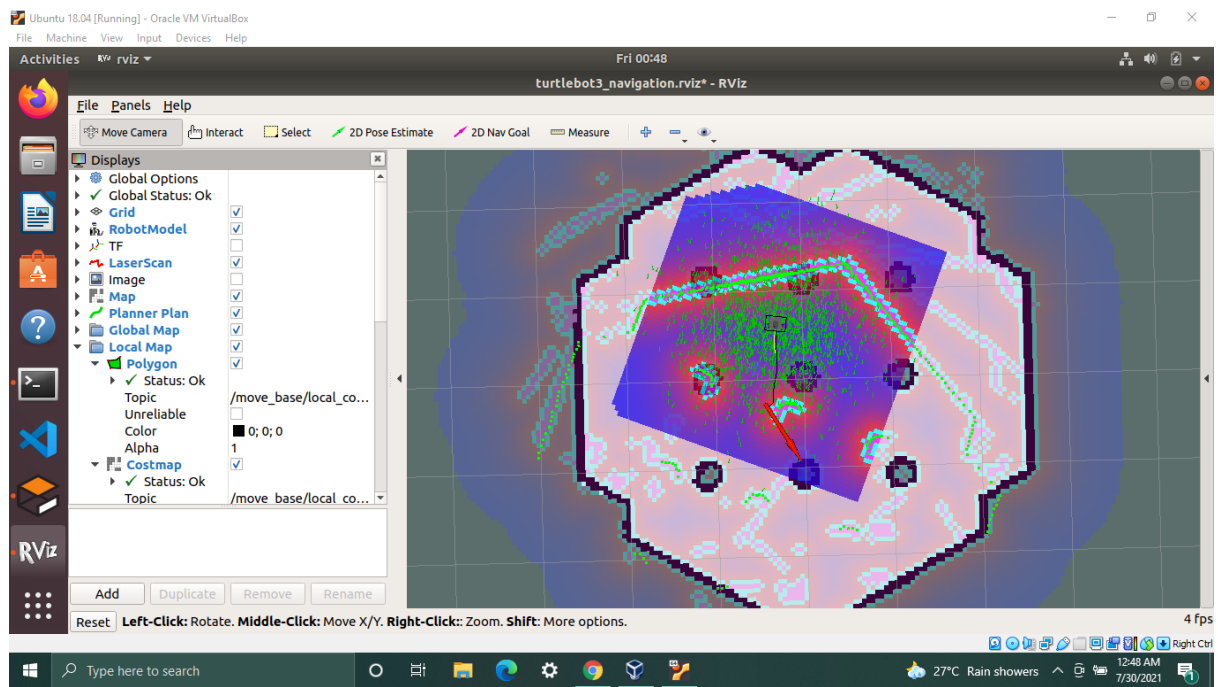 Ubuntu 18.04 [Running] - Oracle VM VirtualBox
File Machine View Input Devices Help
Activities RViz rviz Fri 00:48
turtlebot3_navigation.rviz* - RViz
File Panels Help
Move Camera Interact Select 2D Pose Estimate 2D Nav Goal Measure
Displays
Global Options
Global Status: Ok
Grid
RobotModel
TF
LaserScan
Image
Map
Planner Plan
Global Map
Local Map
Polygon
Status: Ok
Topic /move_base/local_co...
Unreliable
Color 0; 0; 0
Alpha 1
Costmap
Status: Ok
Topic /move_base/local_co...
RViz
Add Duplicate Remove Rename
Reset Left-Click: Rotate. Middle-Click: Move X/Y. Right-Click:: Zoom. Shift: More options. 4 fps
Right Ctrl
Type here to search 27°C Rain showers 12:48 AM
7/30/2021 1